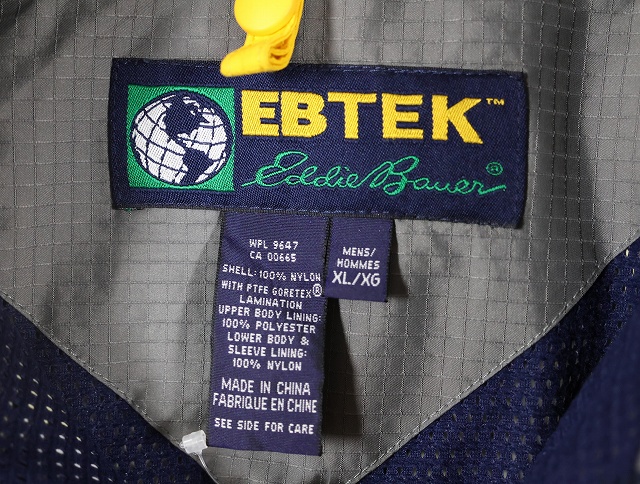 EBTEK™
Eddie Bauer®
WPL 9647
CA 00665
SHELL: 100% NYLON
WITH PTFE GORETEX®
LAMINATION
UPPER BODY LINING:
100% POLYESTER
LOWER BODY &
SLEEVE LINING:
100% NYLON
MADE IN CHINA
FABRIQUE EN CHINE
SEE SIDE FOR CARE
MENS/
HOMMES
XL/XG